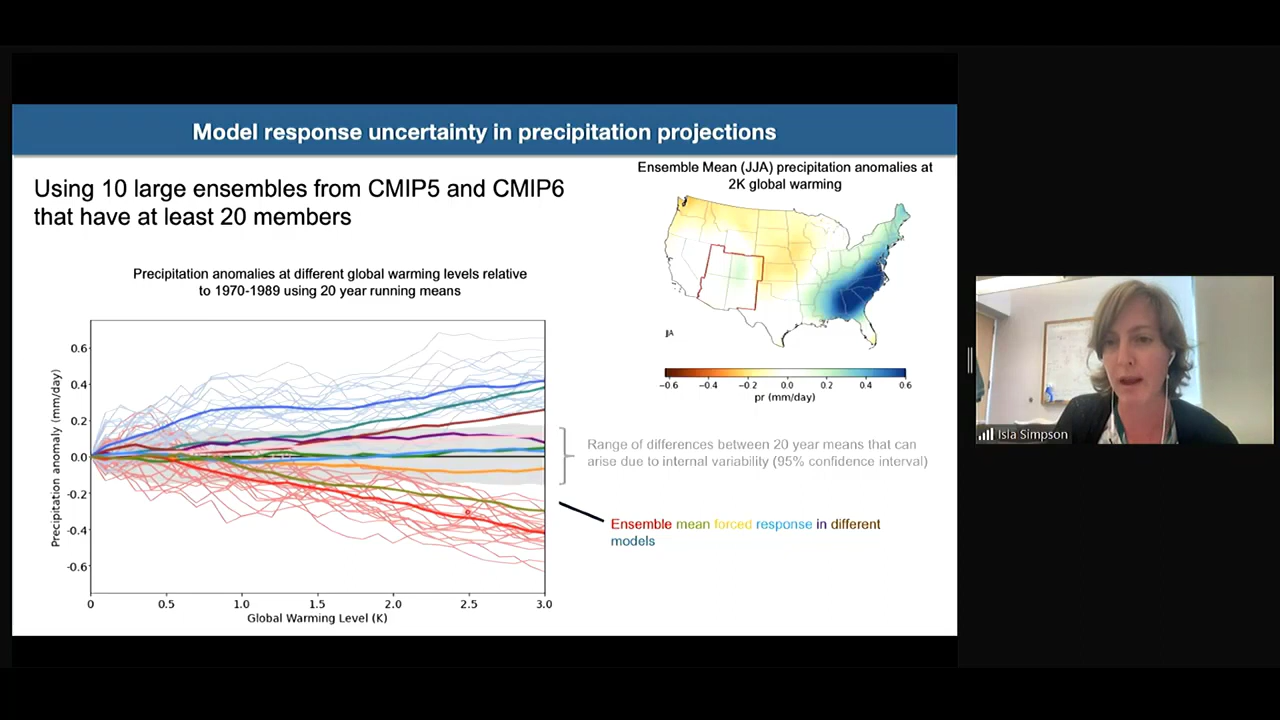 Model response uncertainty in precipitation projections
Using 10 large ensembles from CMIP5 and CMIP6
that have at least 20 members
Ensemble Mean (JJA) precipitation anomalies at
2K global warming
JJA
−0.6 −0.4 −0.2 0.0 0.2 0.4 0.6
pr (mm/day)
Precipitation anomalies at different global warming levels relative
to 1970-1989 using 20 year running means
Precipitation anomaly (mm/day)
0.6
0.4
0.2
0.0
-0.2
-0.4
-0.6
0 0.5 1.0 1.5 2.0 2.5 3.0
Global Warming Level (K)
Range of differences between 20 year means that can
arise due to internal variability (95% confidence interval)
Ensemble mean forced response in different
models
Isla Simpson